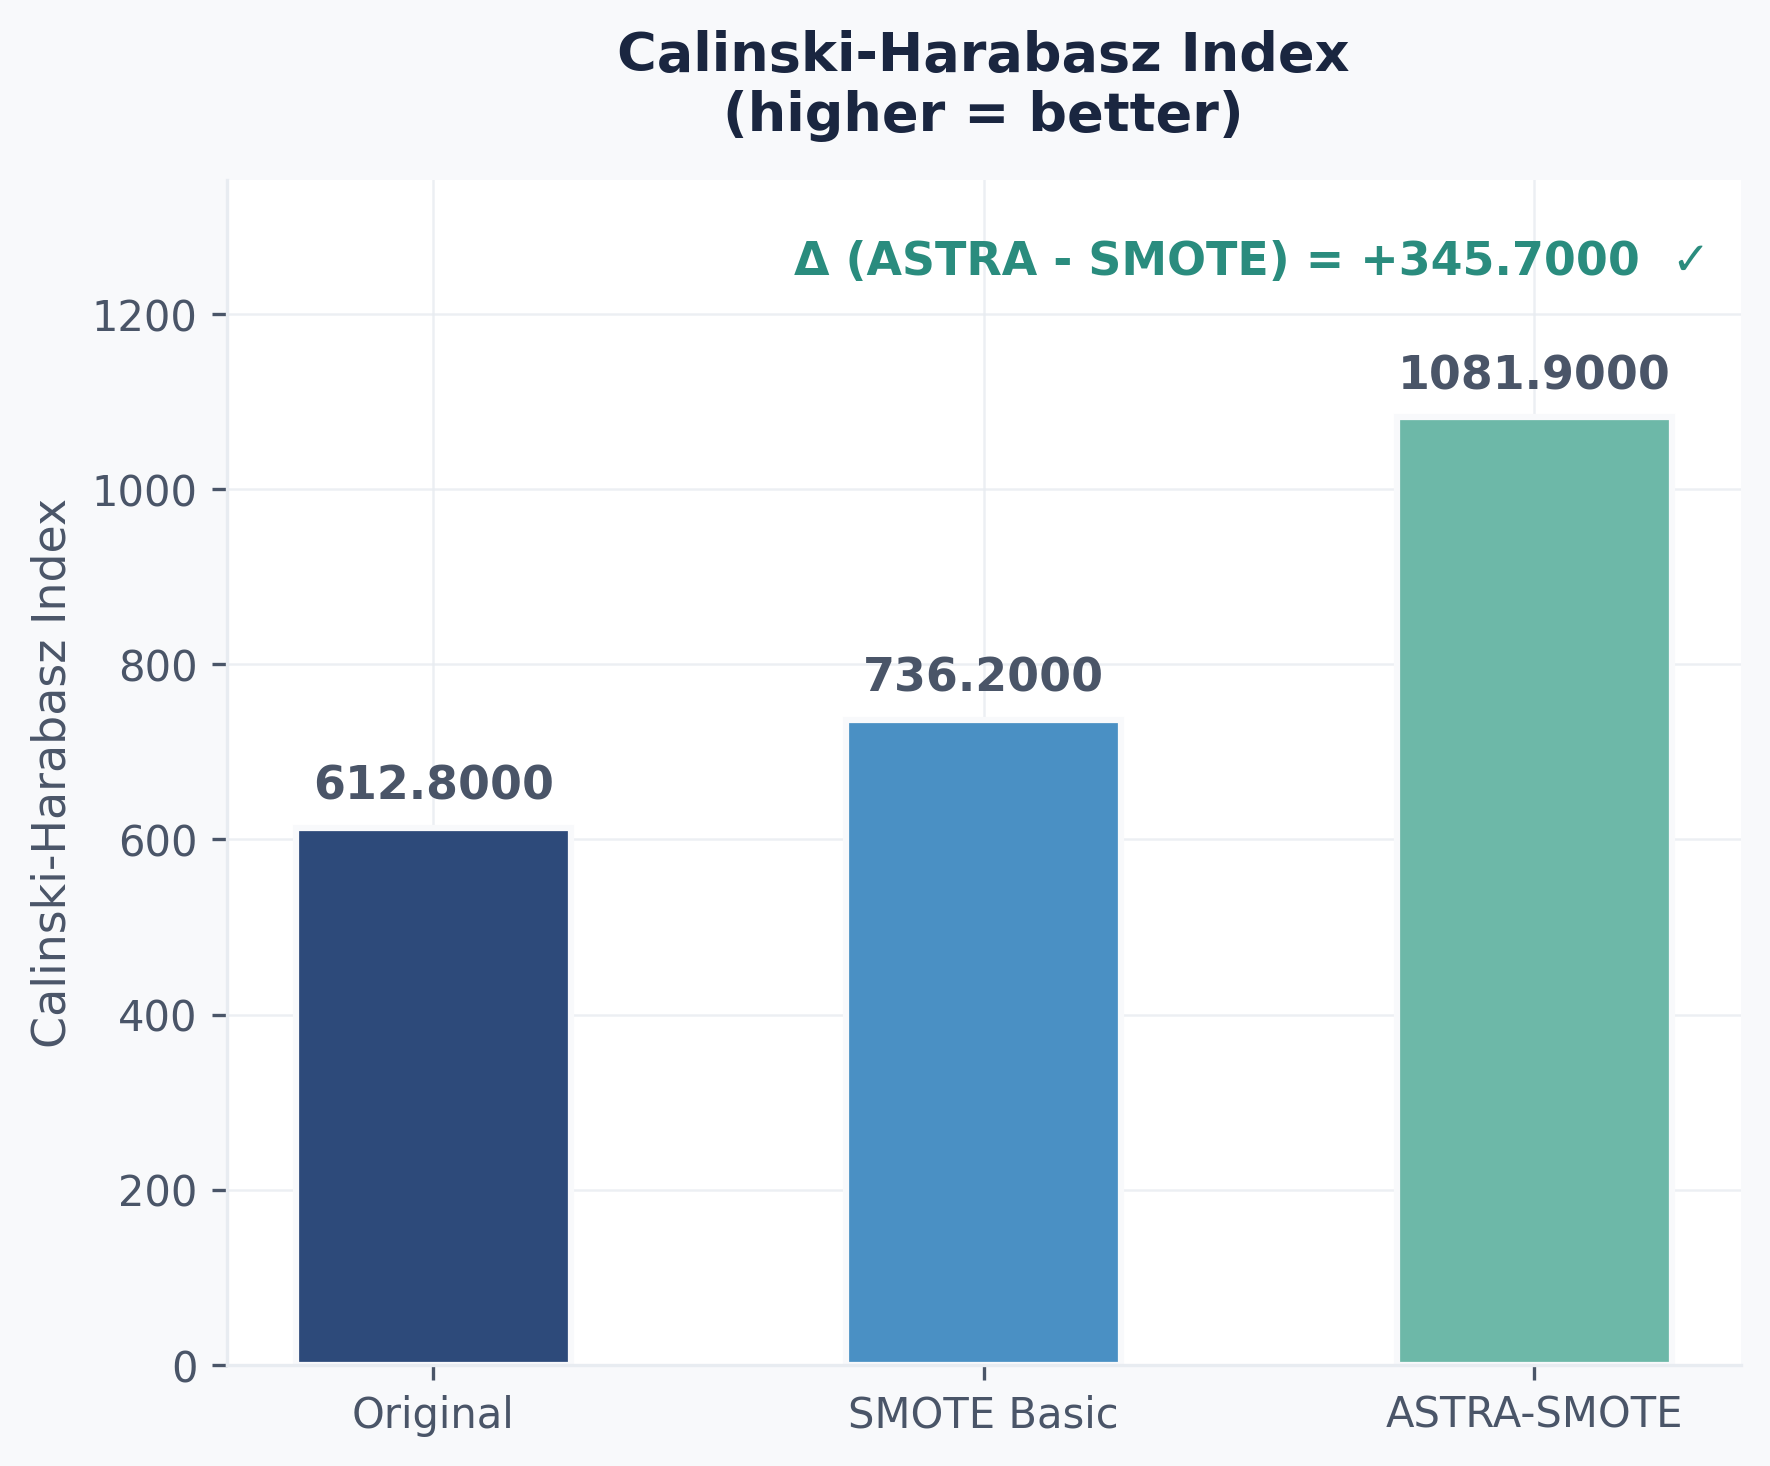 Calinski-Harabasz Index
(higher = better)
Δ (ASTRA - SMOTE) = +345.7000 ✓
1200
1081.9000
1000
800
736.2000
612.8000
600
400
200
0
Calinski-Harabasz Index
Original
SMOTE Basic
ASTRA-SMOTE